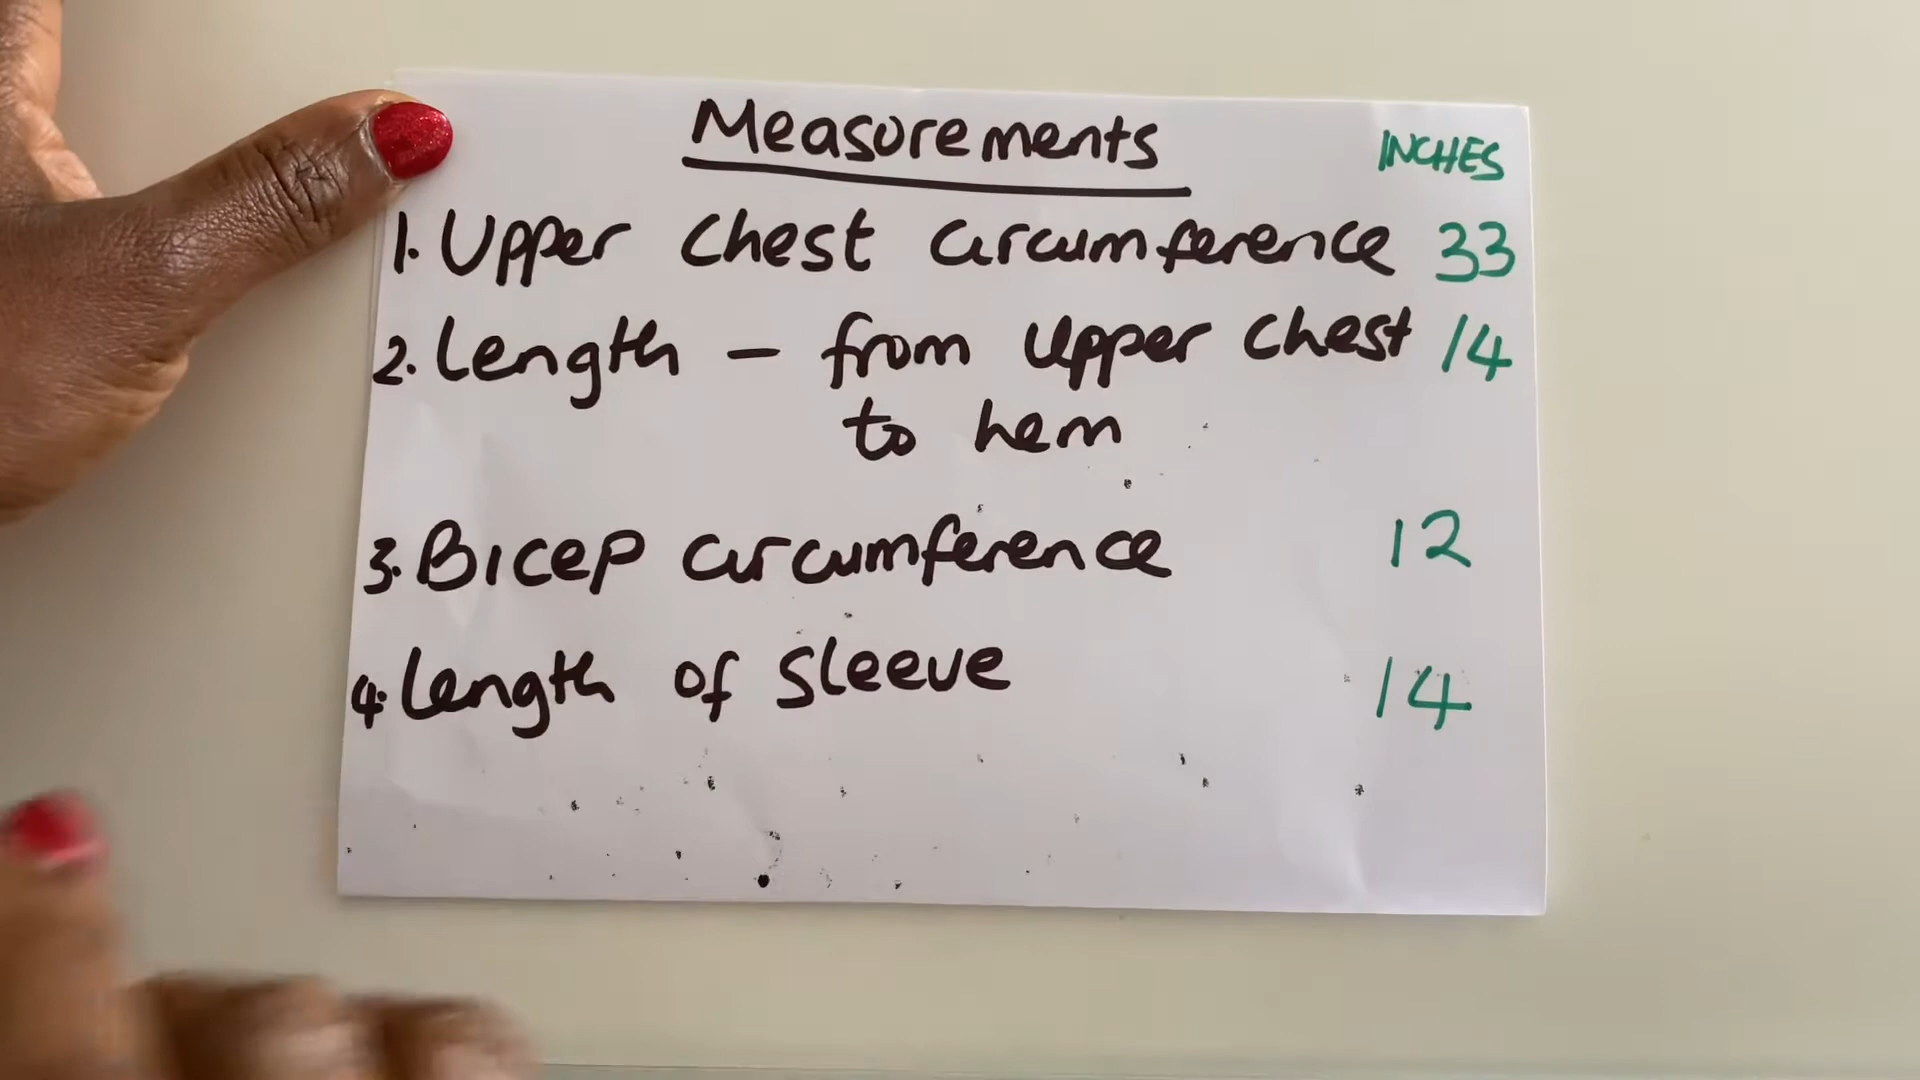 Measurements
INCHES
1. Upper chest circumference 33
2. Length - from upper chest 14
to hem
3. Bicep circumference 12
4. Length of sleeve 14